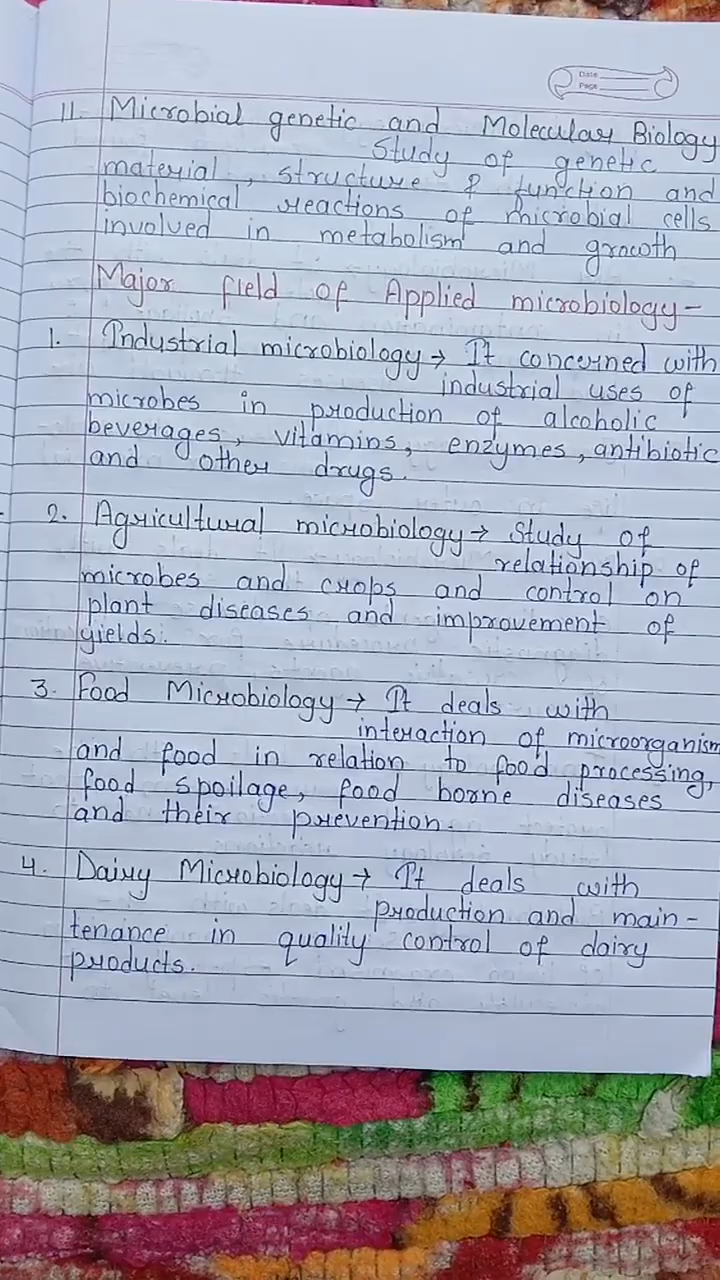 Date
Page
11. Microbial genetic and Molecular Biology
Study of genetic
material, structure & function and
biochemical reactions of microbial cells
involved in metabolism and growth
Major field of Applied microbiology-
1. Industrial microbiology → It concerned with
industrial uses of
microbes in production of alcoholic
beverages, vitamins, enzymes, antibiotic
and other drugs.
2. Agricultural microbiology → Study of
relationship of
microbes and crops and control on
plant diseases and improvement of
yields.
3. Food Microbiology → It deals with
interaction of microorganism
and food in relation to food processing,
food spoilage, food borne diseases
and their prevention.
4. Dairy Microbiology → It deals with
production and main-
tenance in quality control of dairy
products.